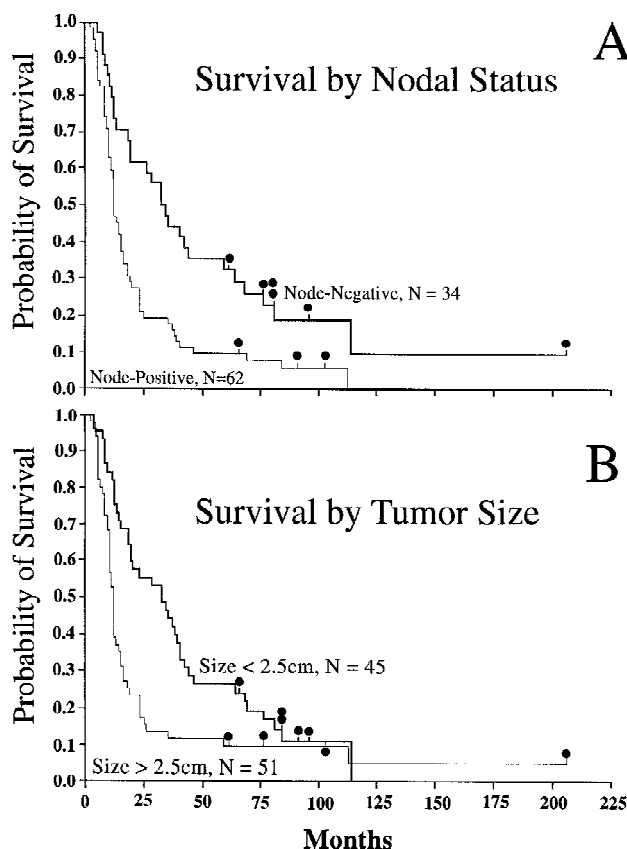 A
Survival by Nodal Status
Probability of Survival
1.0
0.9
0.8
0.7
0.6
0.5
0.4
0.3
0.2
0.1
0.0
Node-Negative, N = 34
Node-Positive, N=62
B
Survival by Tumor Size
Probability of Survival
1.0
0.9
0.8
0.7
0.6
0.5
0.4
0.3
0.2
0.1
0.0
Size < 2.5cm, N = 45
Size > 2.5cm, N = 51
0 25 50 75 100 125 150 175 200 225
Months